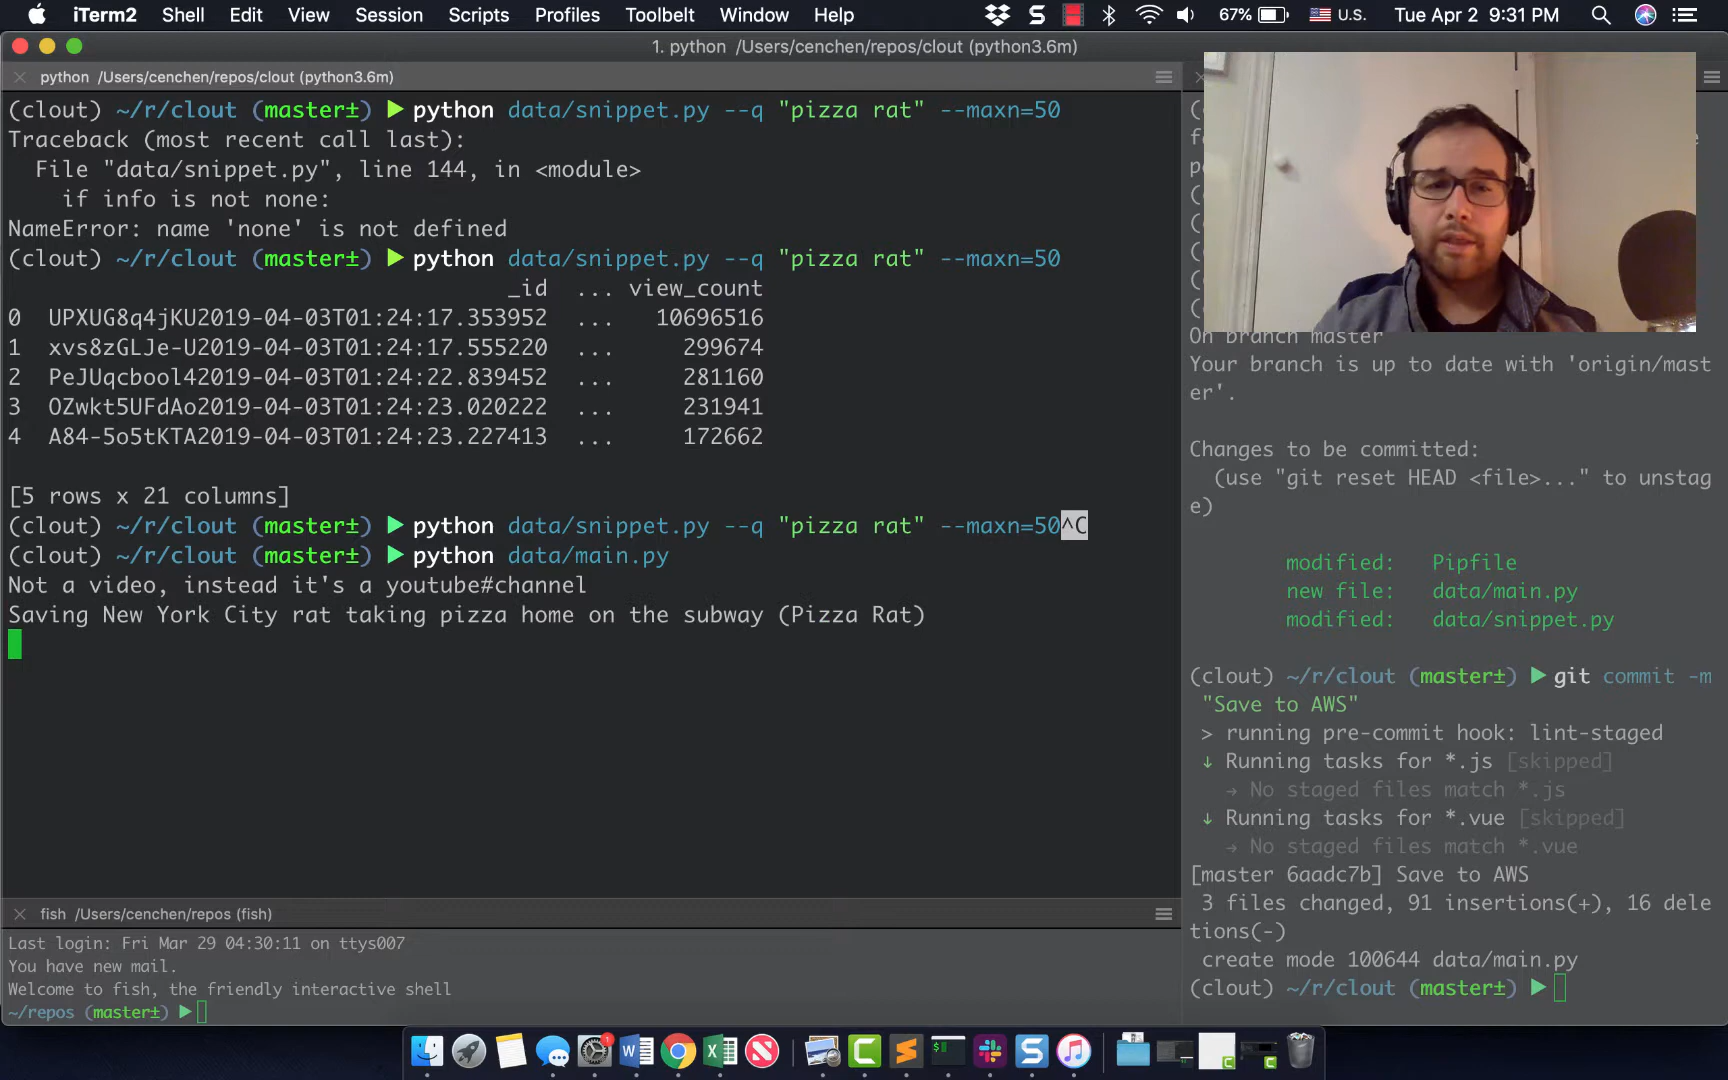 iTerm2 Shell Edit View Session Scripts Profiles Toolbelt Window Help 67% U.S. Tue Apr 2 9:31 PM
1. python /Users/cenchen/repos/clout (python3.6m)
python /Users/cenchen/repos/clout (python3.6m)
(clout) ~/r/clout (master±) ▶ python data/snippet.py --q "pizza rat" --maxn=50
Traceback (most recent call last):
File "data/snippet.py", line 144, in <module>
if info is not none:
NameError: name 'none' is not defined
(clout) ~/r/clout (master±) ▶ python data/snippet.py --q "pizza rat" --maxn=50
_id ... view_count
0 UPXUG8q4jKU2019-04-03T01:24:17.353952 ... 10696516
1 xvs8zGLJe-U2019-04-03T01:24:17.555220 ... 299674
2 PeJUqcbool42019-04-03T01:24:22.839452 ... 281160
3 OZwkt5UFdAo2019-04-03T01:24:23.020222 ... 231941
4 A84-5o5tKTA2019-04-03T01:24:23.227413 ... 172662
[5 rows x 21 columns]
(clout) ~/r/clout (master±) ▶ python data/snippet.py --q "pizza rat" --maxn=50^C
(clout) ~/r/clout (master±) ▶ python data/main.py
Not a video, instead it's a youtube#channel
Saving New York City rat taking pizza home on the subway (Pizza Rat)
fish /Users/cenchen/repos (fish)
Last login: Fri Mar 29 04:30:11 on ttys007
You have new mail.
Welcome to fish, the friendly interactive shell
~/repos (master±) ▶
On branch master
Your branch is up to date with 'origin/mast
er'.
Changes to be committed:
(use "git reset HEAD <file>..." to unstag
e)
modified: Pipfile
new file: data/main.py
modified: data/snippet.py
(clout) ~/r/clout (master±) ▶ git commit -m
"Save to AWS"
> running pre-commit hook: lint-staged
↓ Running tasks for *.js [skipped]
→ No staged files match *.js
↓ Running tasks for *.vue [skipped]
→ No staged files match *.vue
[master 6aadc7b] Save to AWS
3 files changed, 91 insertions(+), 16 dele
tions(-)
create mode 100644 data/main.py
(clout) ~/r/clout (master±) ▶